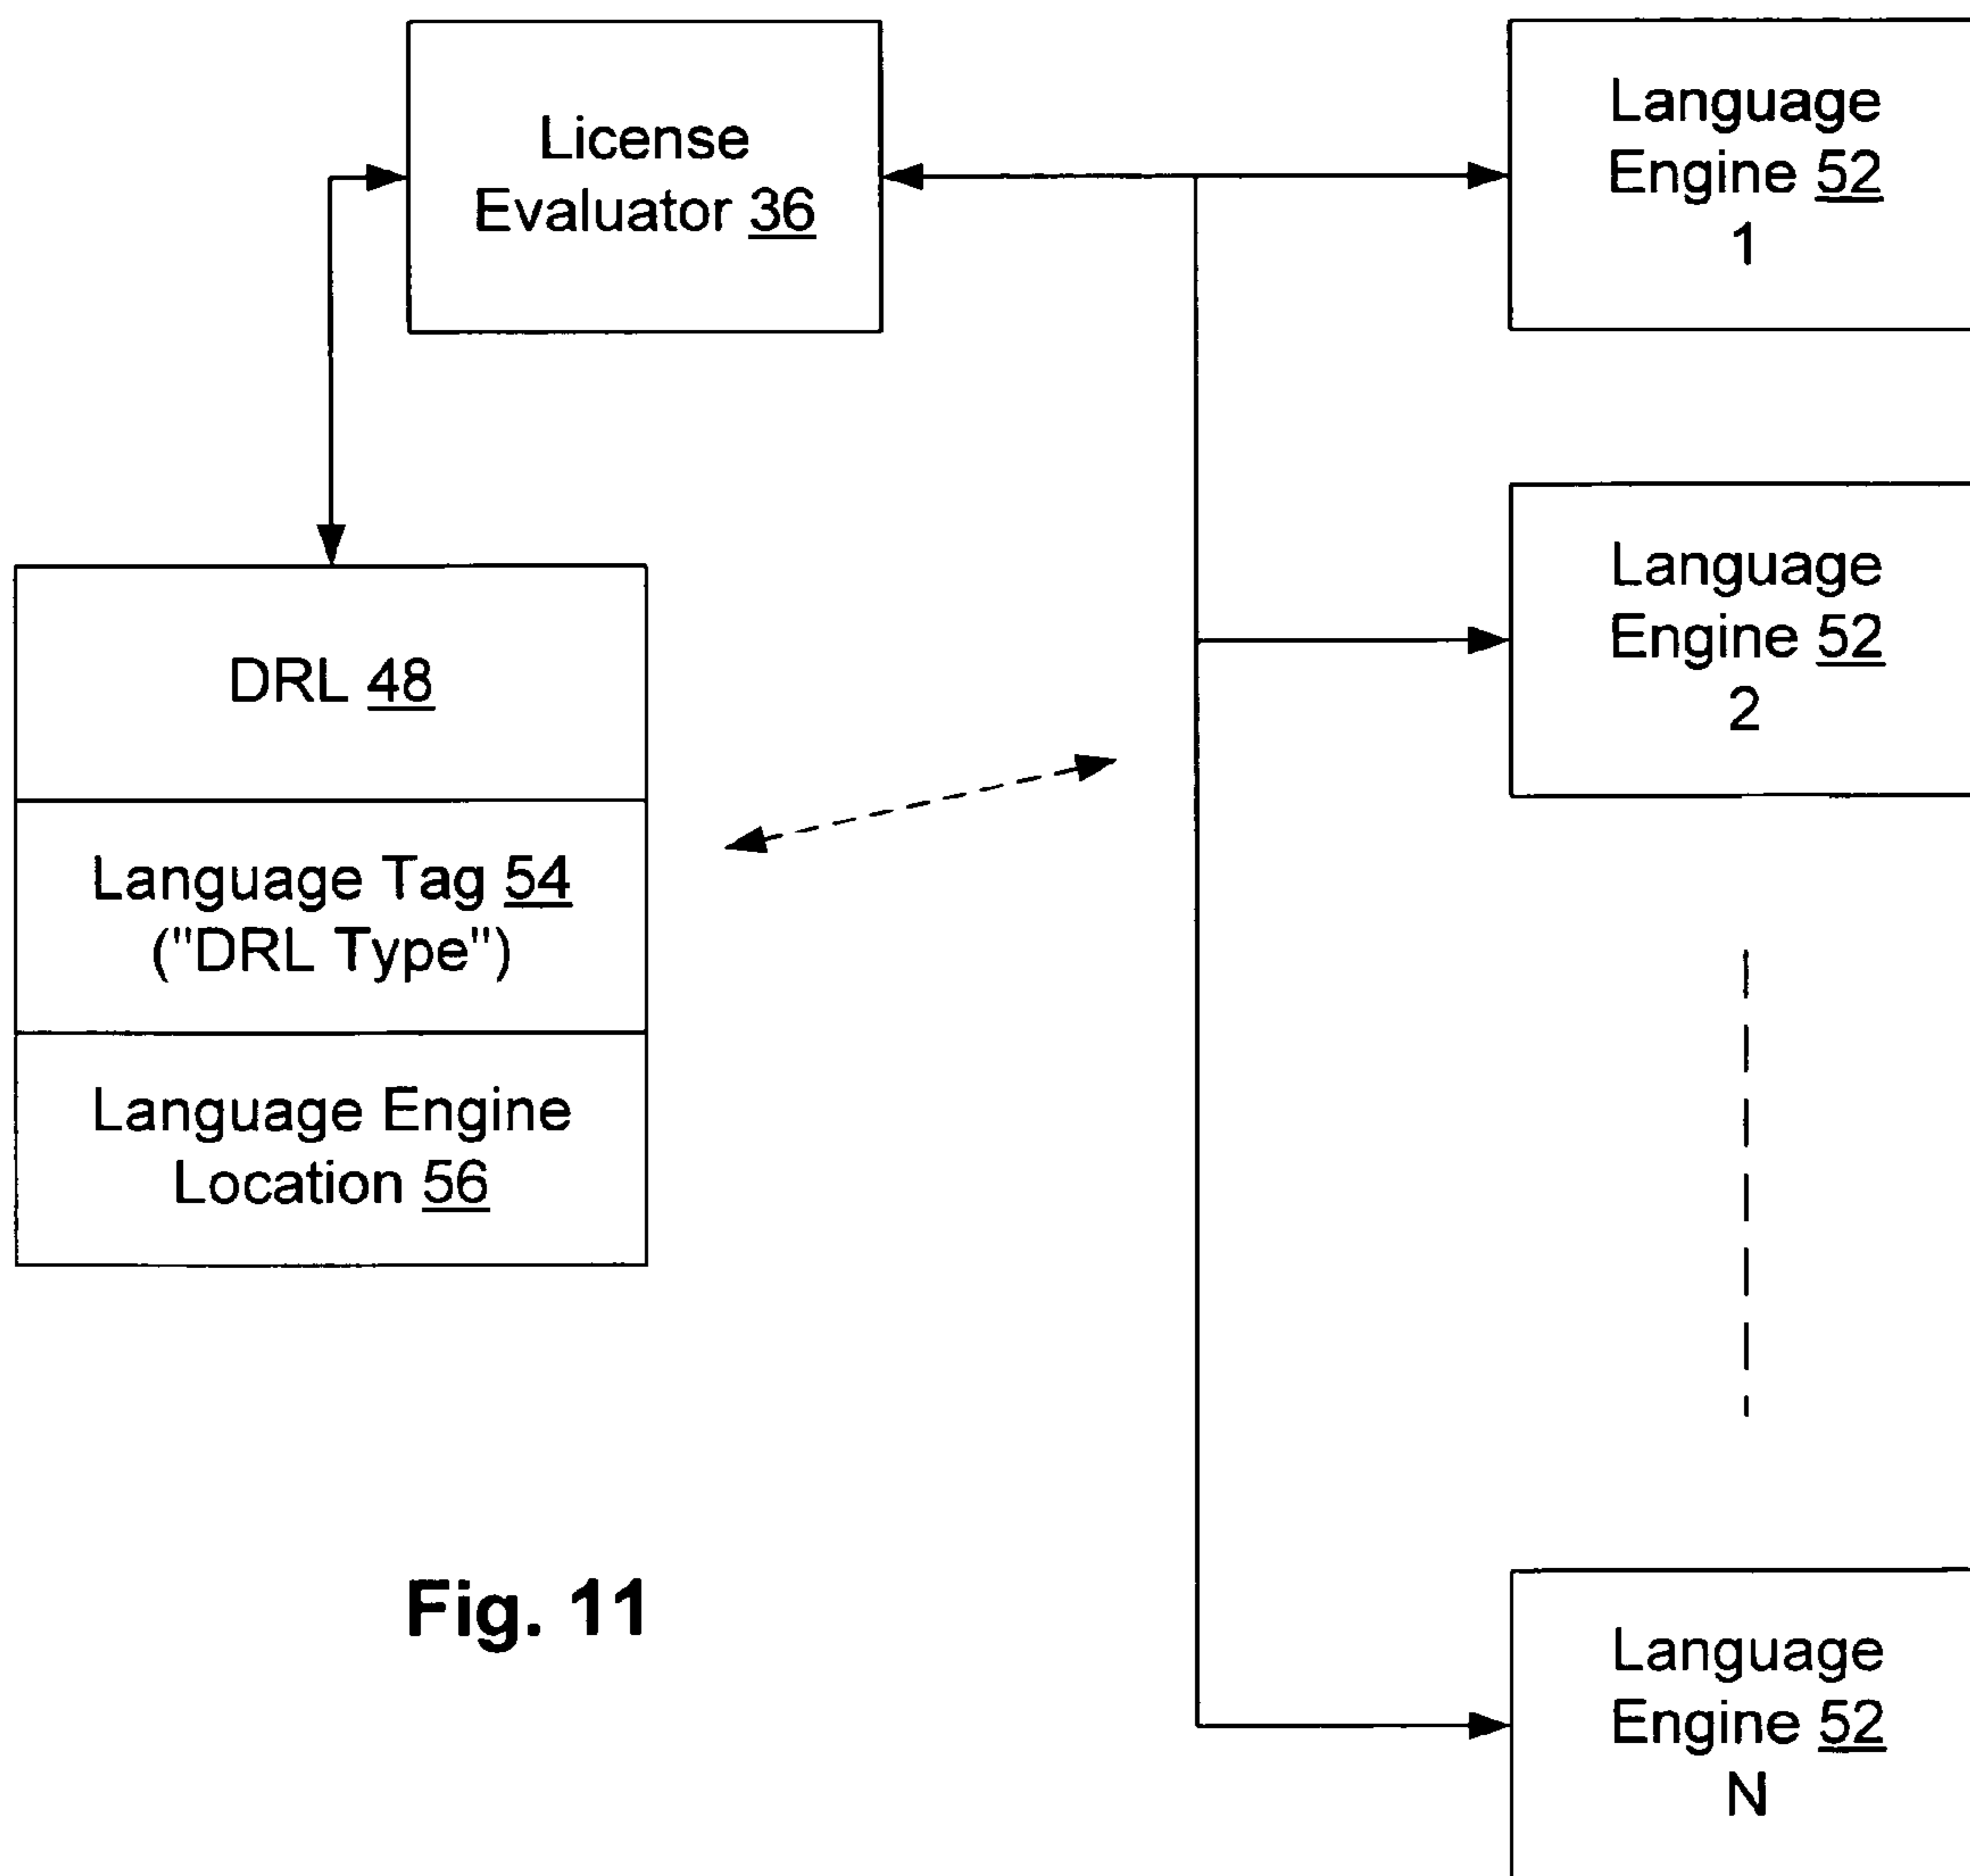 License
Evaluator 36
Language
Engine 52
1
Language
Engine 52
2
DRL 48
Language Tag 54
("DRL Type")
Language Engine
Location 56
Language
Engine 52
N
Fig. 11